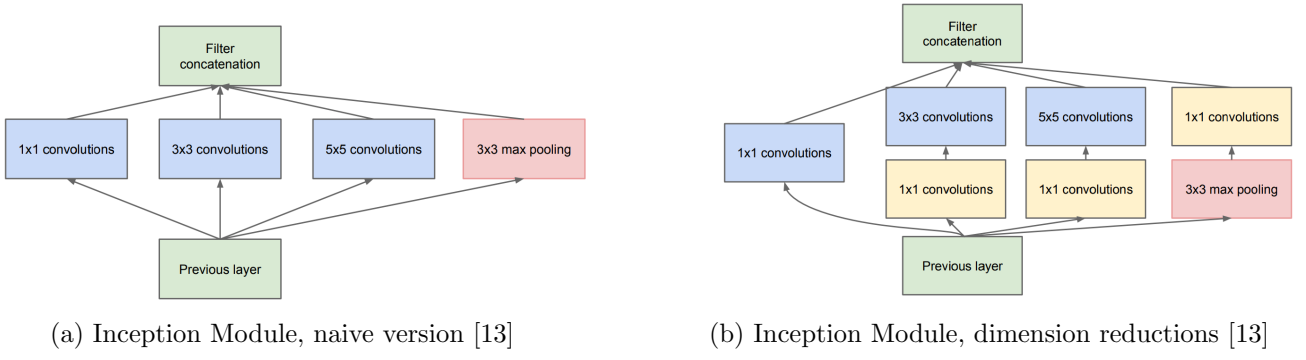 Filter
concatenation
1x1 convolutions
3x3 convolutions
5x5 convolutions
3x3 max pooling
Previous layer
(a) Inception Module, naive version [13]
Filter
concatenation
1x1 convolutions
3x3 convolutions
5x5 convolutions
1x1 convolutions
1x1 convolutions
1x1 convolutions
3x3 max pooling
Previous layer
(b) Inception Module, dimension reductions [13]